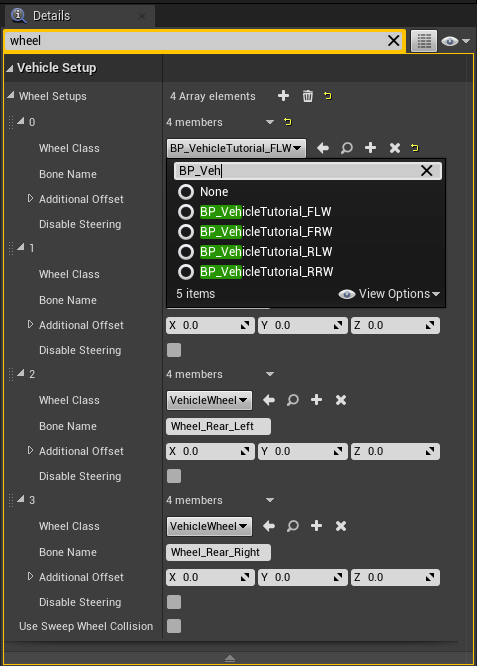 Details
wheel
Vehicle Setup
Wheel Setups 4 Array elements
0 4 members
Wheel Class BP_VehicleTutorial_FLW
Bone Name BP_Veh
Additional Offset None
BP_VehicleTutorial_FLW
Disable Steering
BP_VehicleTutorial_FRW
1 BP_VehicleTutorial_RLW
Wheel Class BP_VehicleTutorial_RRW
Bone Name 5 items View Options
Additional Offset X 0.0 Y 0.0 Z 0.0
Disable Steering
2 4 members
Wheel Class VehicleWheel
Bone Name Wheel_Rear_Left
Additional Offset X 0.0 Y 0.0 Z 0.0
Disable Steering
3 4 members
Wheel Class VehicleWheel
Bone Name Wheel_Rear_Right
Additional Offset X 0.0 Y 0.0 Z 0.0
Disable Steering
Use Sweep Wheel Collision